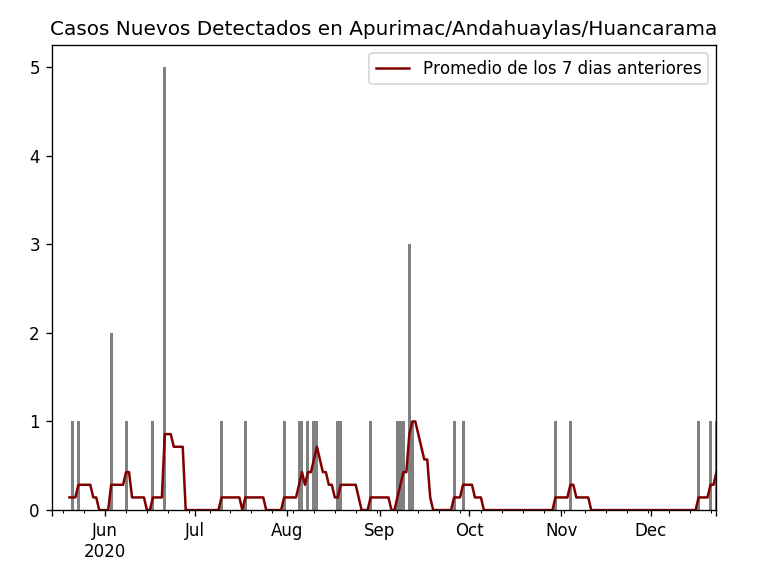 Casos Nuevos Detectados en Apurimac/Andahuaylas/Huancarama
Promedio de los 7 dias anteriores
5
4
3
2
1
0
Jun Jul Aug Sep Oct Nov Dec
2020